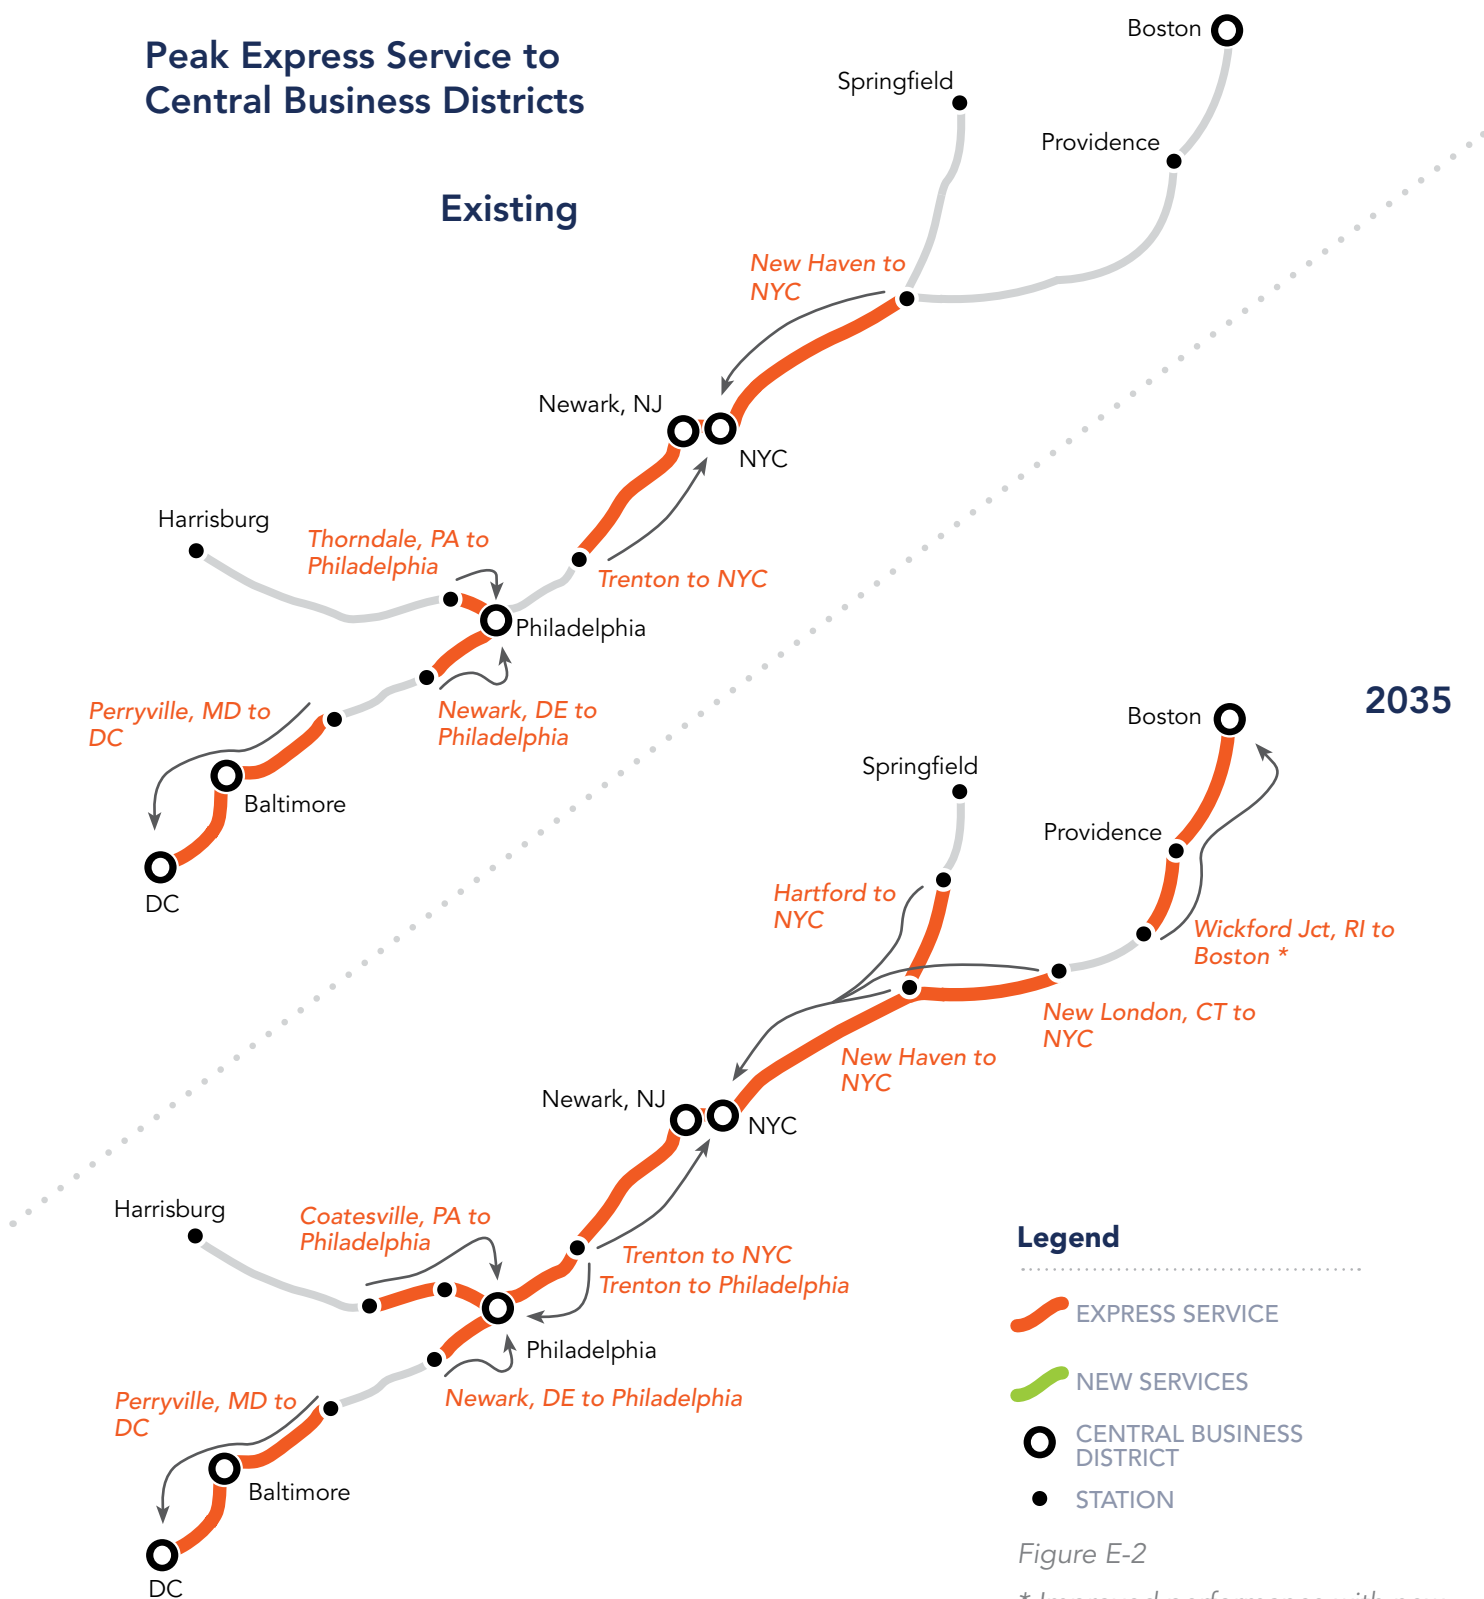 Peak Express Service to
Central Business Districts
Existing
Boston
Springfield
Providence
New Haven to
NYC
Newark, NJ
NYC
Harrisburg
Thorndale, PA to
Philadelphia
Trenton to NYC
Philadelphia
Perryville, MD to
DC
Newark, DE to
Philadelphia
Baltimore
DC
2035
Boston
Springfield
Providence
Hartford to
NYC
Wickford Jct, RI to
Boston *
New London, CT to
NYC
New Haven to
NYC
Newark, NJ
NYC
Harrisburg
Coatesville, PA to
Philadelphia
Trenton to NYC
Trenton to Philadelphia
Philadelphia
Newark, DE to Philadelphia
Perryville, MD to
DC
Baltimore
DC
Legend
EXPRESS SERVICE
NEW SERVICES
CENTRAL BUSINESS
DISTRICT
STATION
Figure E-2
* Improved performance with new